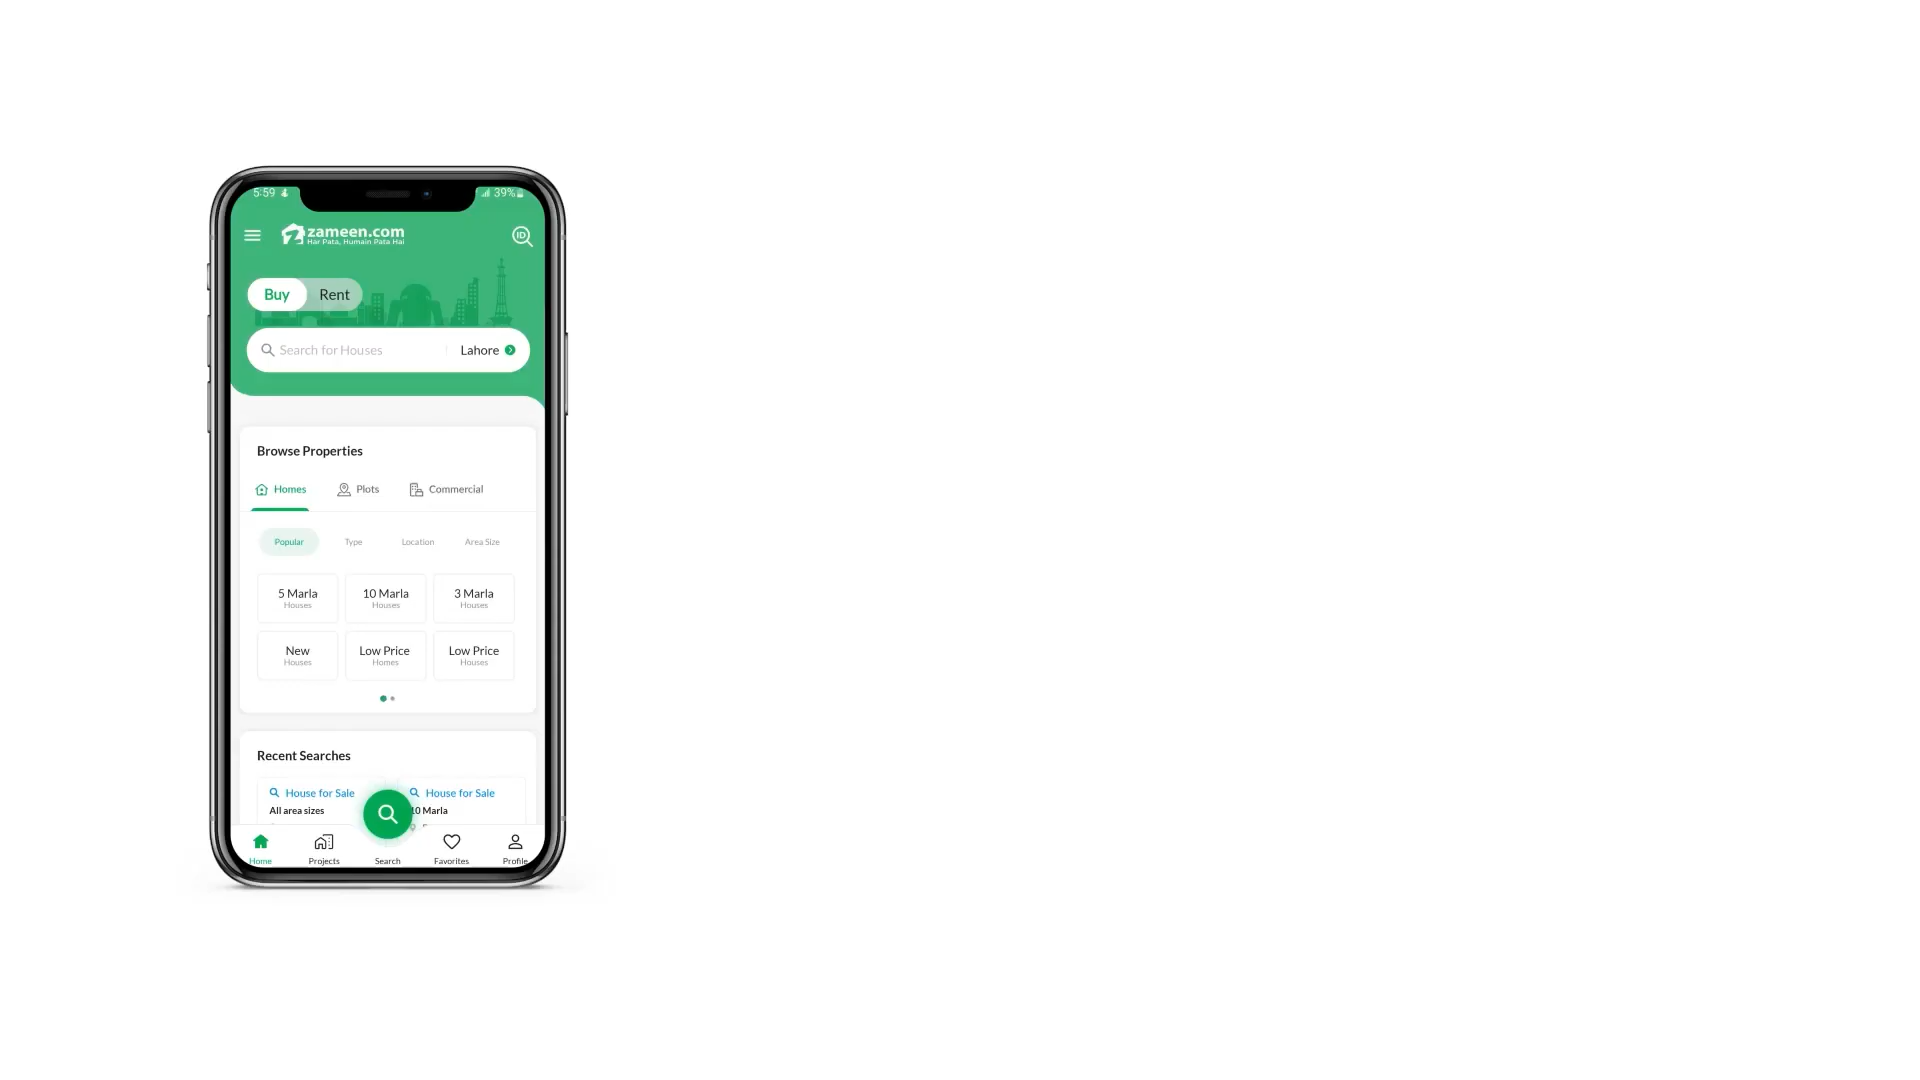 5:59
39%
zameen.com
Har Pata, Humain Pata Hai
ID
Buy Rent
Search for Houses Lahore
Browse Properties
Homes Plots Commercial
Popular Type Location Area Size
5 Marla 10 Marla 3 Marla
Houses Houses Houses
New Low Price Low Price
Houses Homes Houses
Recent Searches
House for Sale House for Sale
All area sizes 10 Marla
Home Projects Search Favorites Profile